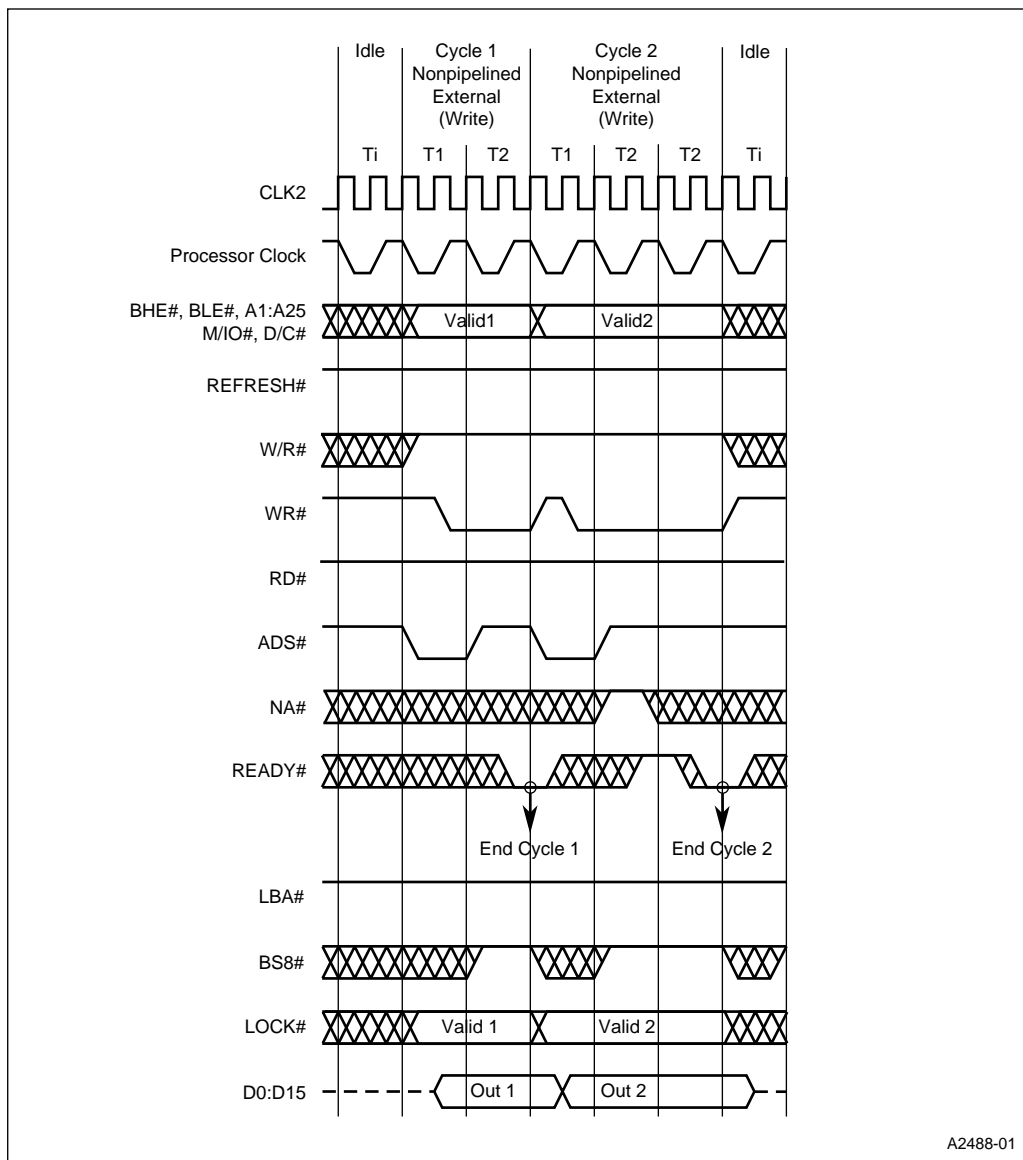 Idle
Cycle 1
Nonpipelined
External
(Write)
Cycle 2
Nonpipelined
External
(Write)
Idle
Ti T1 T2 T1 T2 T2 Ti
CLK2
Processor Clock
BHE#, BLE#, A1:A25
M/IO#, D/C#
Valid1 Valid2
REFRESH#
W/R#
WR#
RD#
ADS#
NA#
READY#
End Cycle 1 End Cycle 2
LBA#
BS8#
LOCK# Valid 1 Valid 2
D0:D15 Out 1 Out 2
A2488-01